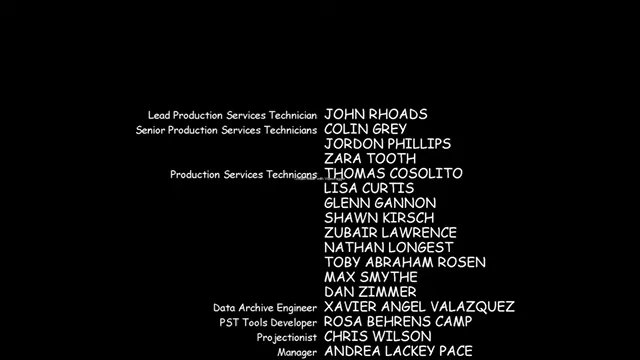 Lead Production Services Technician JOHN RHOADS
Senior Production Services Technicians COLIN GREY
JORDON PHILLIPS
ZARA TOOTH
Production Services Technicans THOMAS COSOLITO
LISA CURTIS
GLENN GANNON
SHAWN KIRSCH
ZUBAIR LAWRENCE
NATHAN LONGEST
TOBY ABRAHAM ROSEN
MAX SMYTHE
DAN ZIMMER
Data Archive Engineer XAVIER ANGEL VALAZQUEZ
PST Tools Developer ROSA BEHRENS CAMP
Projectionist CHRIS WILSON
Manager ANDREA LACKEY PACE